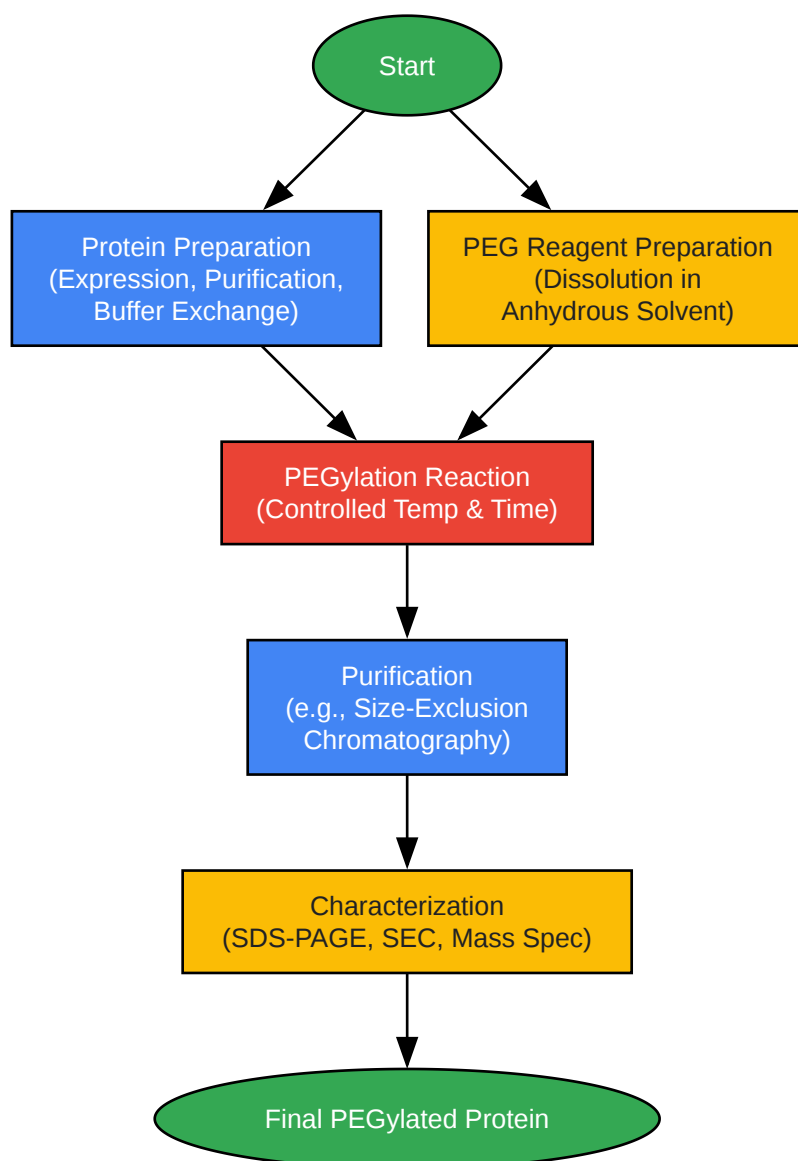 Start
Protein Preparation
(Expression, Purification,
Buffer Exchange)
PEG Reagent Preparation
(Dissolution in
Anhydrous Solvent)
PEGylation Reaction
(Controlled Temp & Time)
Purification
(e.g., Size-Exclusion
Chromatography)
Characterization
(SDS-PAGE, SEC, Mass Spec)
Final PEGylated Protein